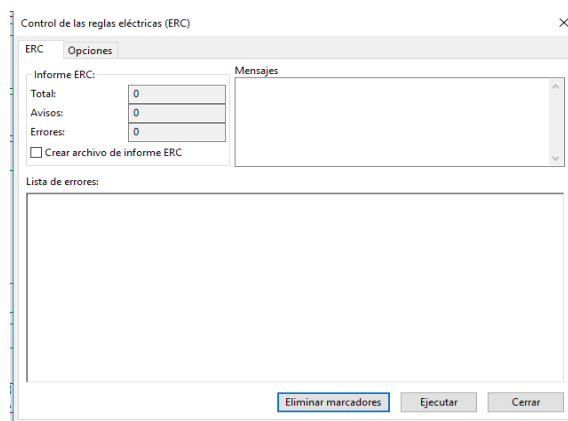 Control de las reglas eléctricas (ERC)
ERC Opciones
Informe ERC:
Mensajes
Total: 0
Avisos: 0
Errores: 0
Crear archivo de informe ERC
Lista de errores:
Eliminar marcadores Ejecutar Cerrar